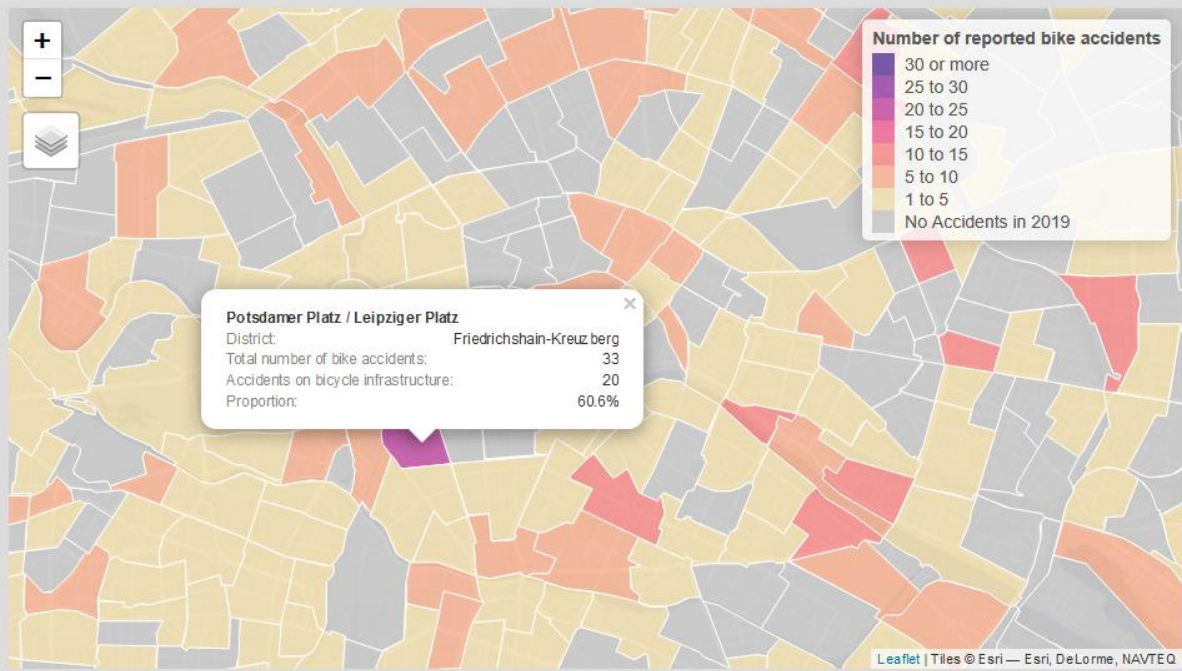 +
−
Number of reported bike accidents
30 or more
25 to 30
20 to 25
15 to 20
10 to 15
5 to 10
1 to 5
No Accidents in 2019
×
Potsdamer Platz / Leipziger Platz
District: Friedrichshain-Kreuzberg
Total number of bike accidents: 33
Accidents on bicycle infrastructure: 20
Proportion: 60.6%
Leaflet | Tiles © Esri — Esri, DeLorme, NAVTEQ